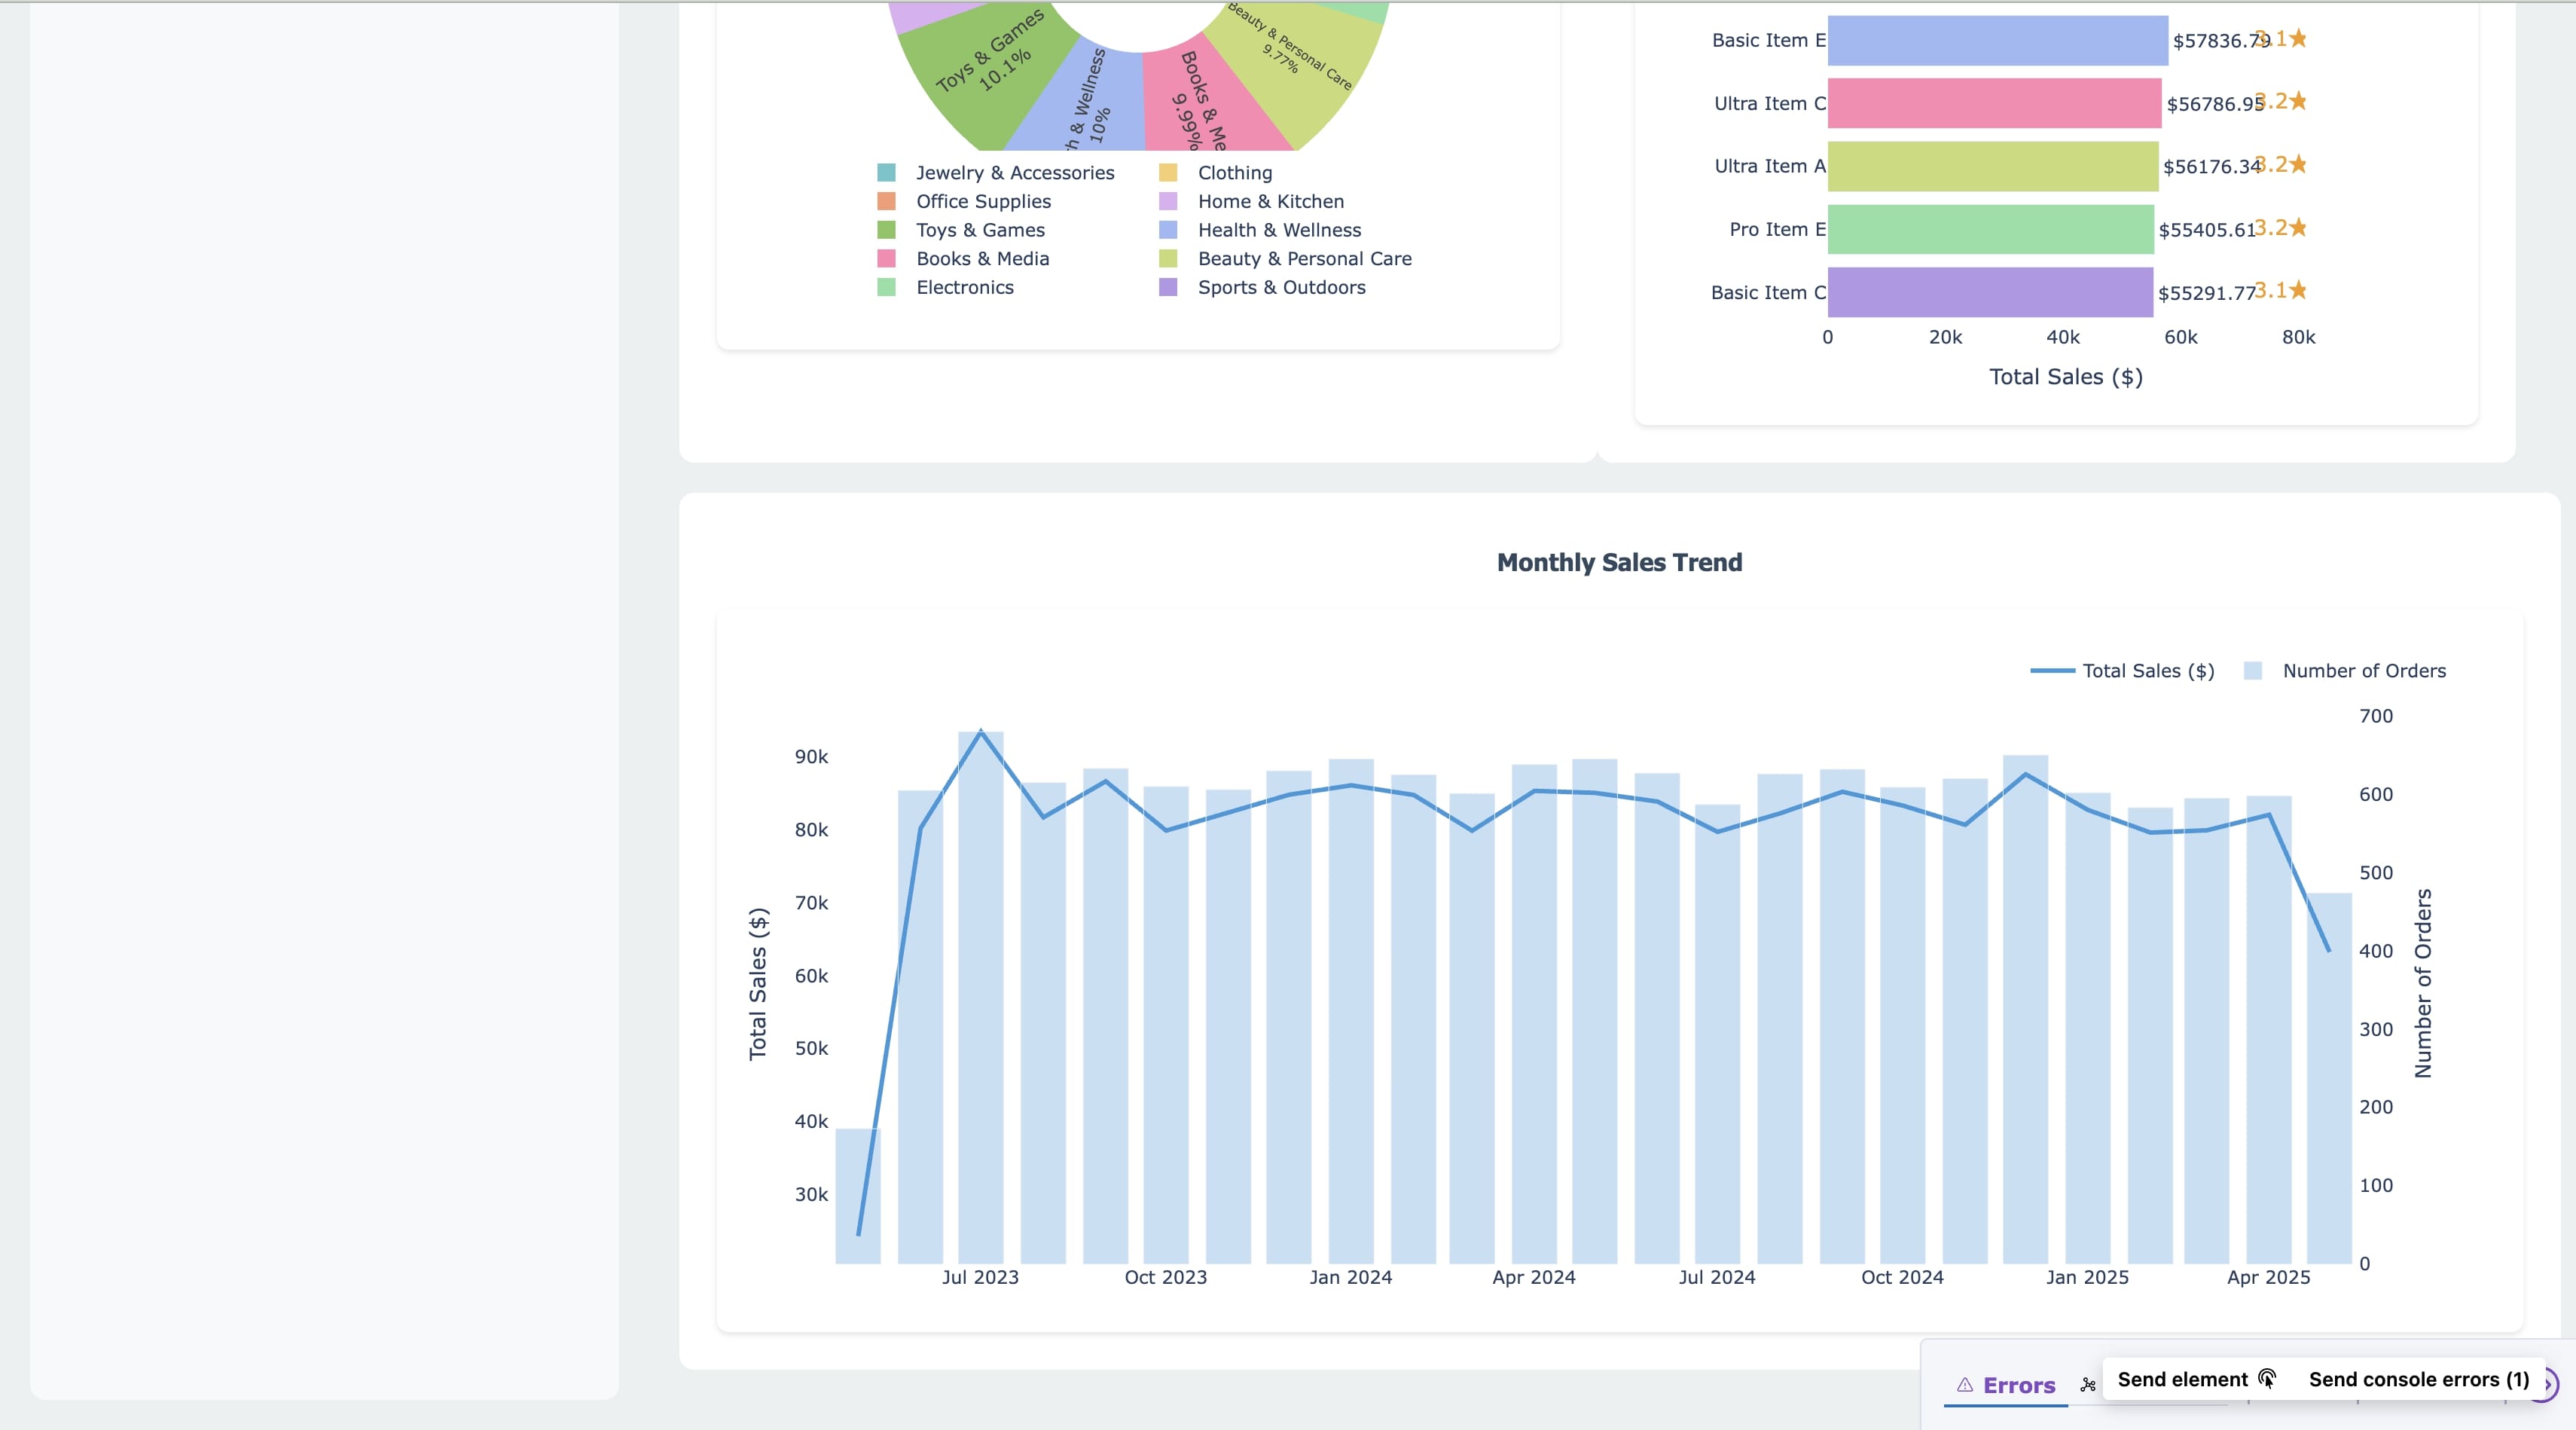 Toys & Games
10.1%
h & Wellness
10%
Books & Me
9.99%
Beauty & Personal Care
9.77%
Jewelry & Accessories
Clothing
Office Supplies
Home & Kitchen
Toys & Games
Health & Wellness
Books & Media
Beauty & Personal Care
Electronics
Sports & Outdoors
Basic Item E $57836.79 3.1★
Ultra Item C $56786.95 3.2★
Ultra Item A $56176.34 3.2★
Pro Item E $55405.61 3.2★
Basic Item C $55291.77 3.1★
0 20k 40k 60k 80k
Total Sales ($)
Monthly Sales Trend
Total Sales ($) Number of Orders
Total Sales ($)
90k
80k
70k
60k
50k
40k
30k
700
600
500
400
300
200
100
0
Number of Orders
Jul 2023 Oct 2023 Jan 2024 Apr 2024 Jul 2024 Oct 2024 Jan 2025 Apr 2025
Errors
Send element Send console errors (1)